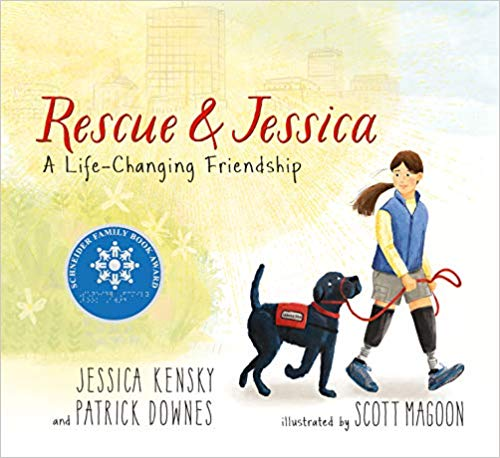 Rescue & Jessica
A Life-Changing Friendship
SCHNEIDER FAMILY BOOK AWARD
JESSICA KENSKY
and PATRICK DOWNES
illustrated by SCOTT MAGOON